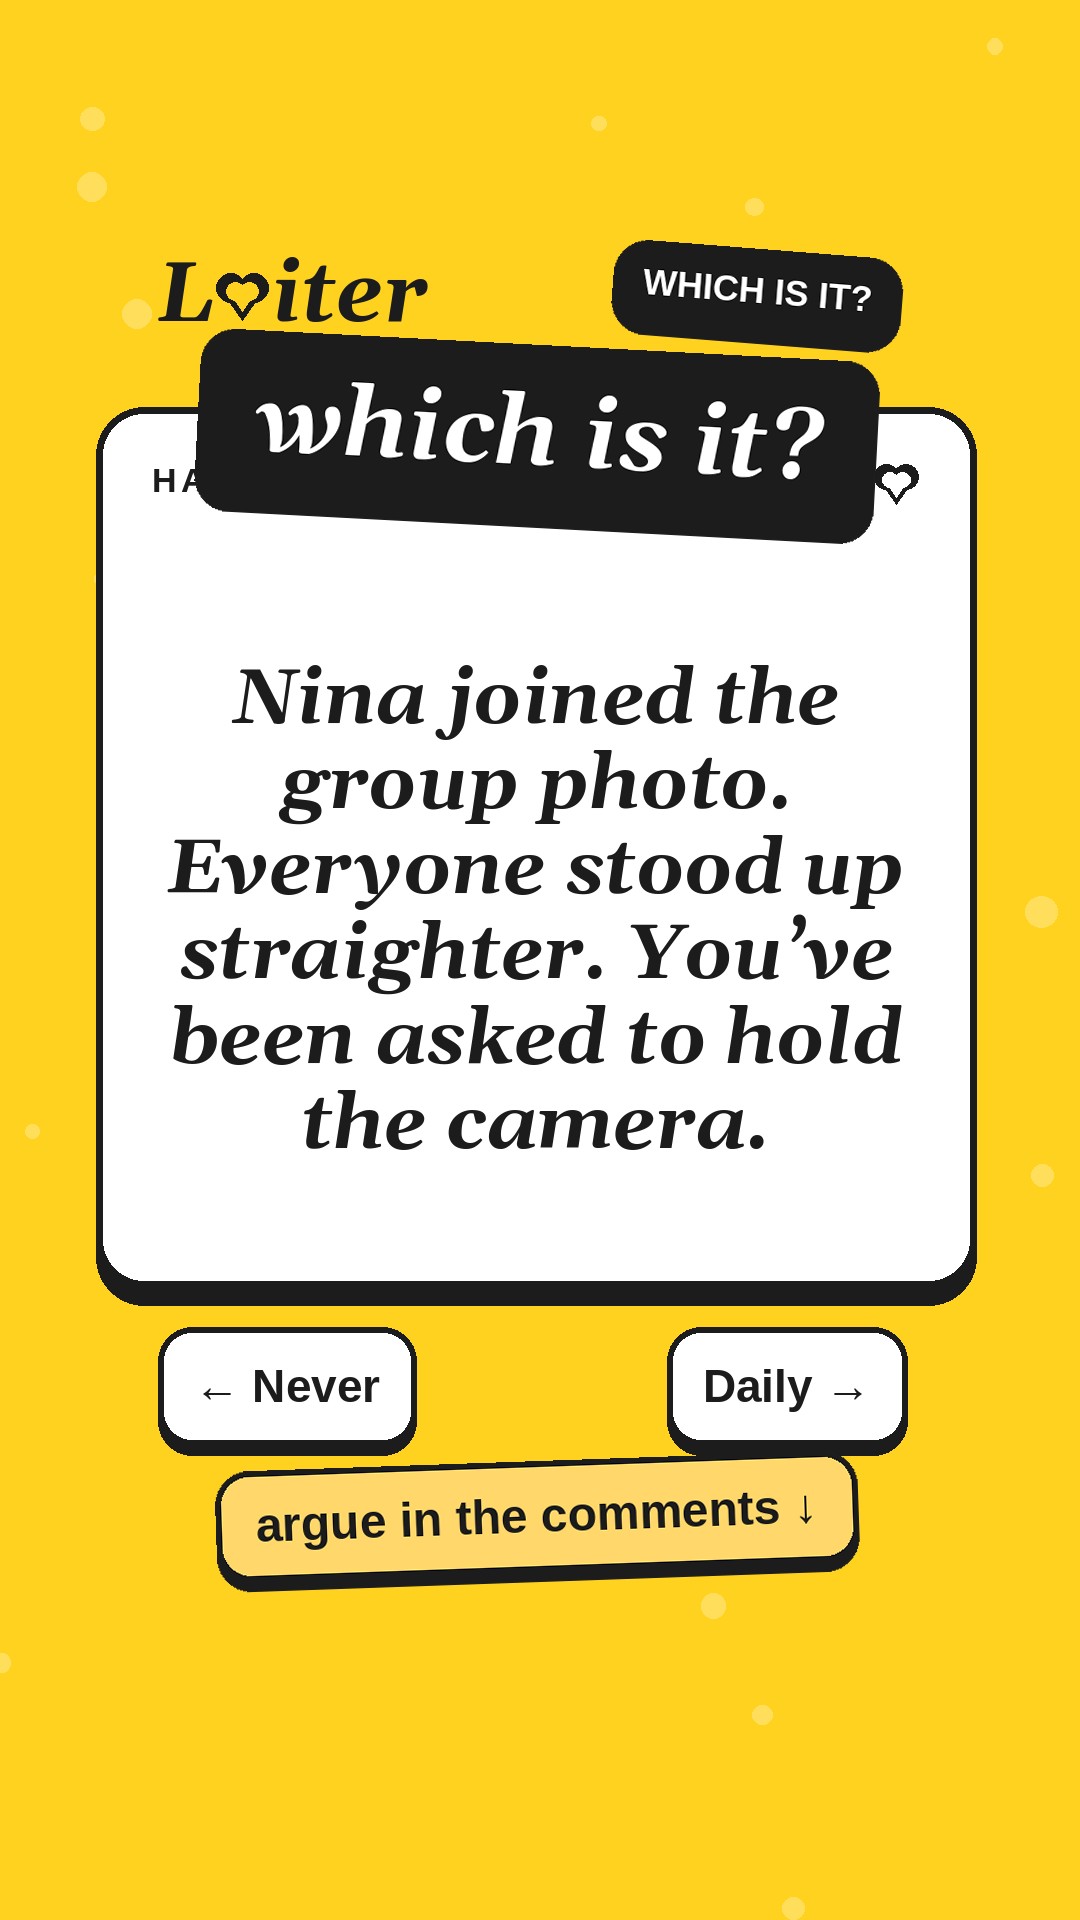 L♡iter
WHICH IS IT?
which is it?
Nina joined the
group photo.
Everyone stood up
straighter. You’ve
been asked to hold
the camera.
← Never
Daily →
argue in the comments ↓